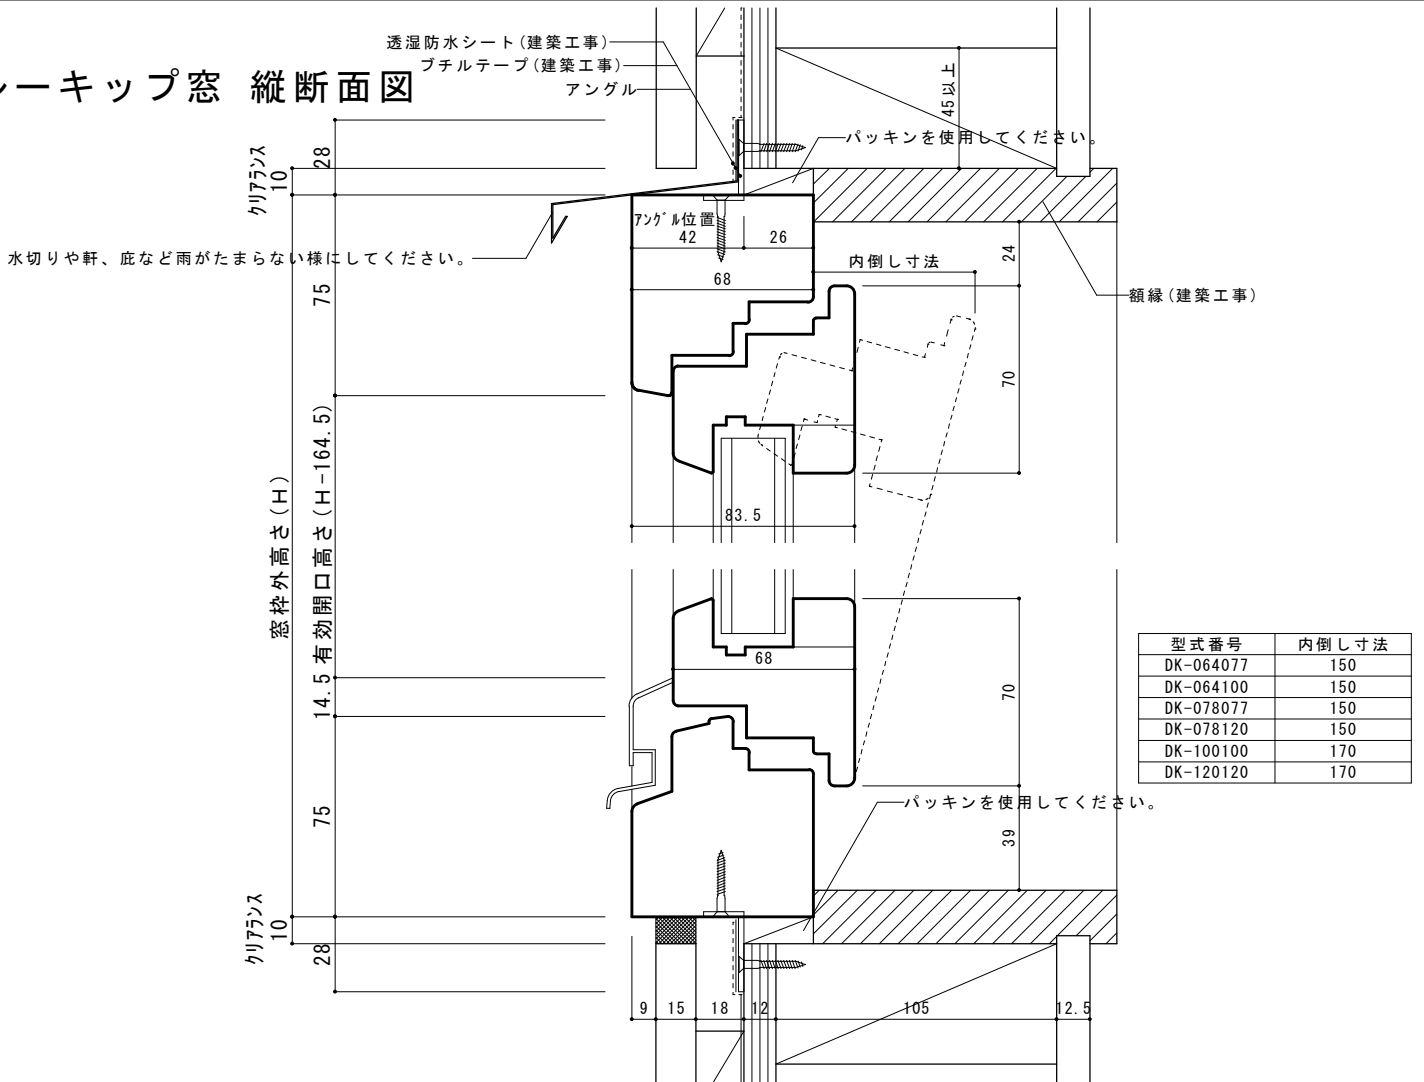 レーキップ窓 縦断面図
透湿防水シート(建築工事)
ブチルテープ(建築工事)
アングル
45以上
パッキンを使用してください。
28
クリアランス
10
アングル位置
42
26
68
水切りや軒、庇など雨がたまらない様にしてください。
内倒し寸法
24
額縁(建築工事)
75
70
有効開口高さ(H-164.5)
窓枠外高さ(H)
83.5
68
14.5
70
型式番号 内倒し寸法
DK-064077 150
DK-064100 150
DK-078077 150
DK-078120 150
DK-100100 170
DK-120120 170
75
パッキンを使用してください。
39
クリアランス
10
28
9 15 18 12 105 12.5